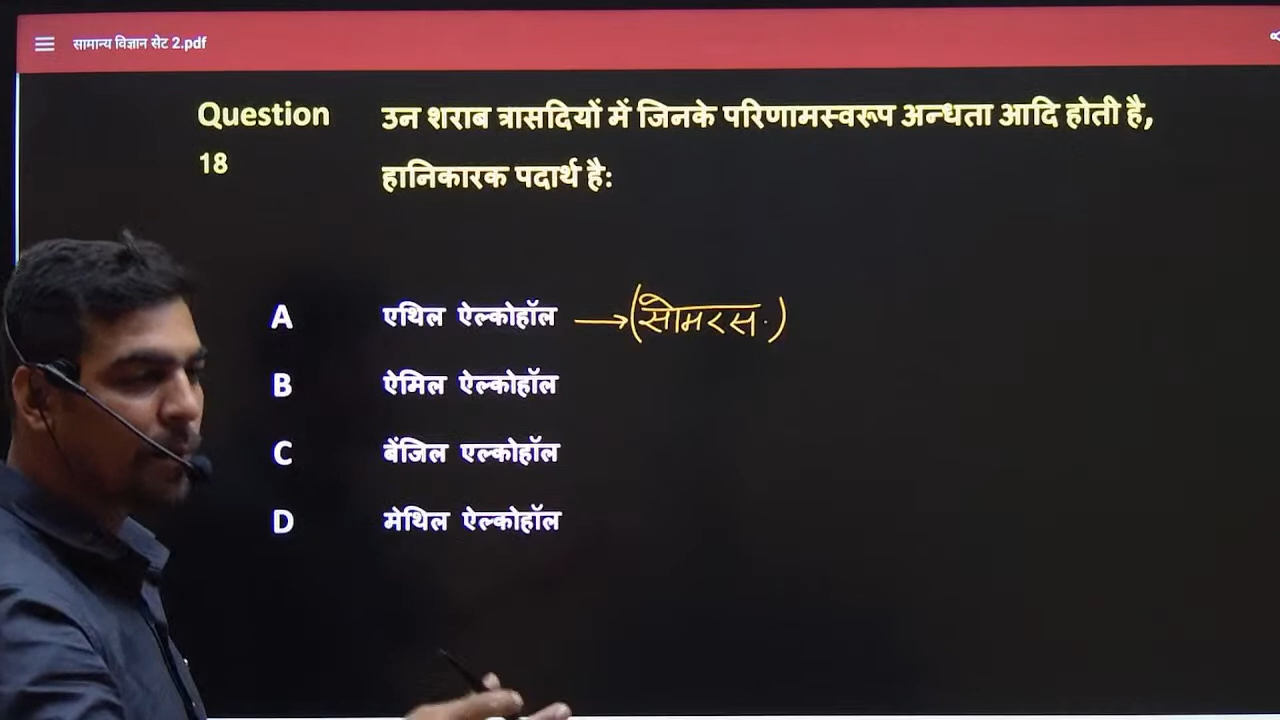 सामान्य विज्ञान सेट 2.pdf
Question 18
उन शराब त्रासदियों में जिनके परिणामस्वरूप अन्धता आदि होती है,
हानिकारक पदार्थ है:
A एथिल ऐल्कोहॉल →(सोमरस.)
B ऐमिल ऐल्कोहॉल
C बेंजिल एल्कोहॉल
D मेथिल ऐल्कोहॉल